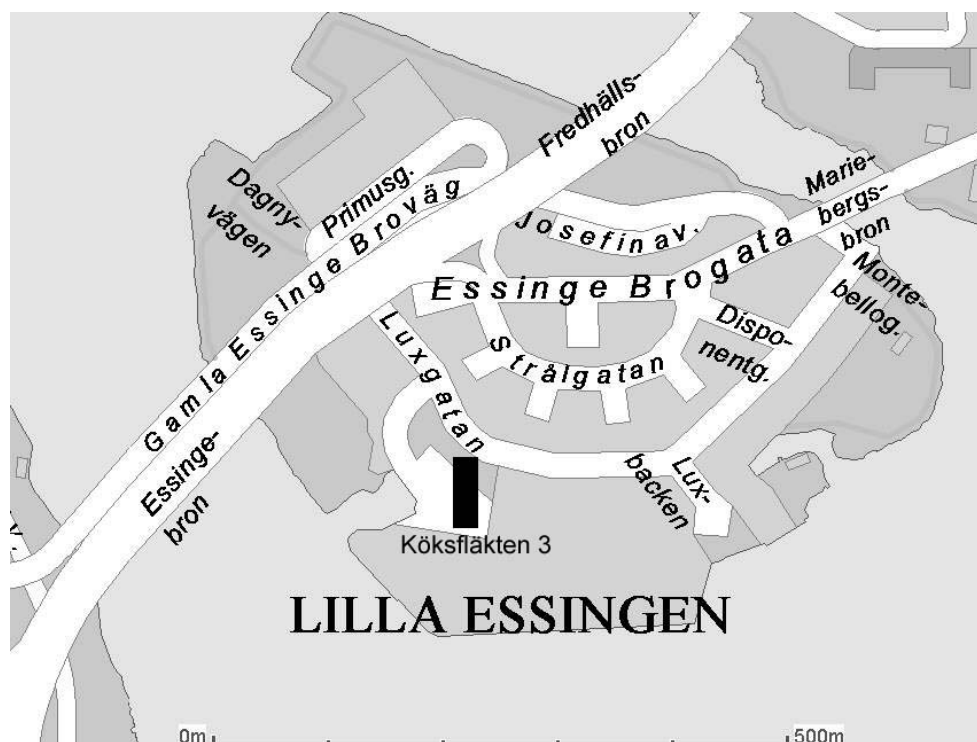 Fredhälls-
bron
Marie-
bergs-
bron
Dagny-
vägen
Primusg.
Gamla Essinge Broväg
Josefinav.
Essinge Brogata
Monte-
bellog.
Dispo-
nentg.
Luxgatan
Strålgatan
Essinge-
bron
Lux-
backen
Köksfläkten 3
LILLA ESSINGEN
0m
500m